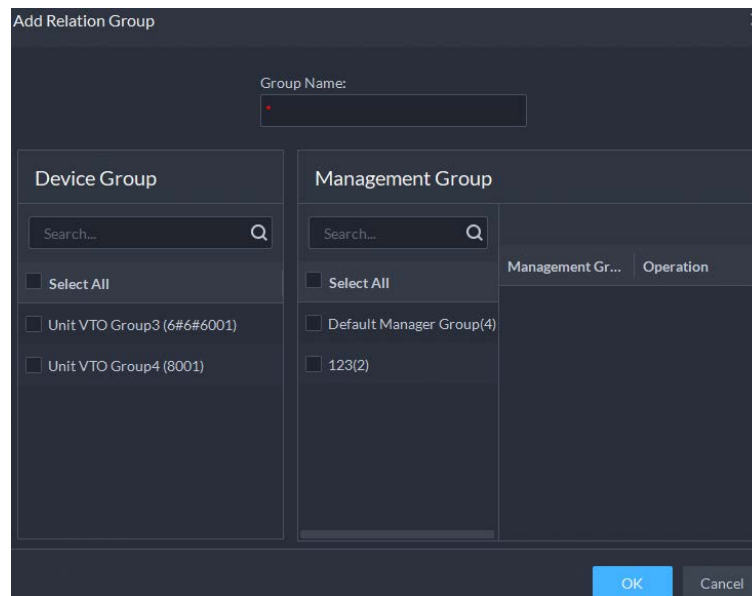 Add Relation Group
Group Name:
*
Device Group
Search...
Select All
Unit VTO Group3 (6#6#6001)
Unit VTO Group4 (8001)
Management Group
Search...
Select All
Default Manager Group(4)
123(2)
Management Gr... Operation
OK Cancel